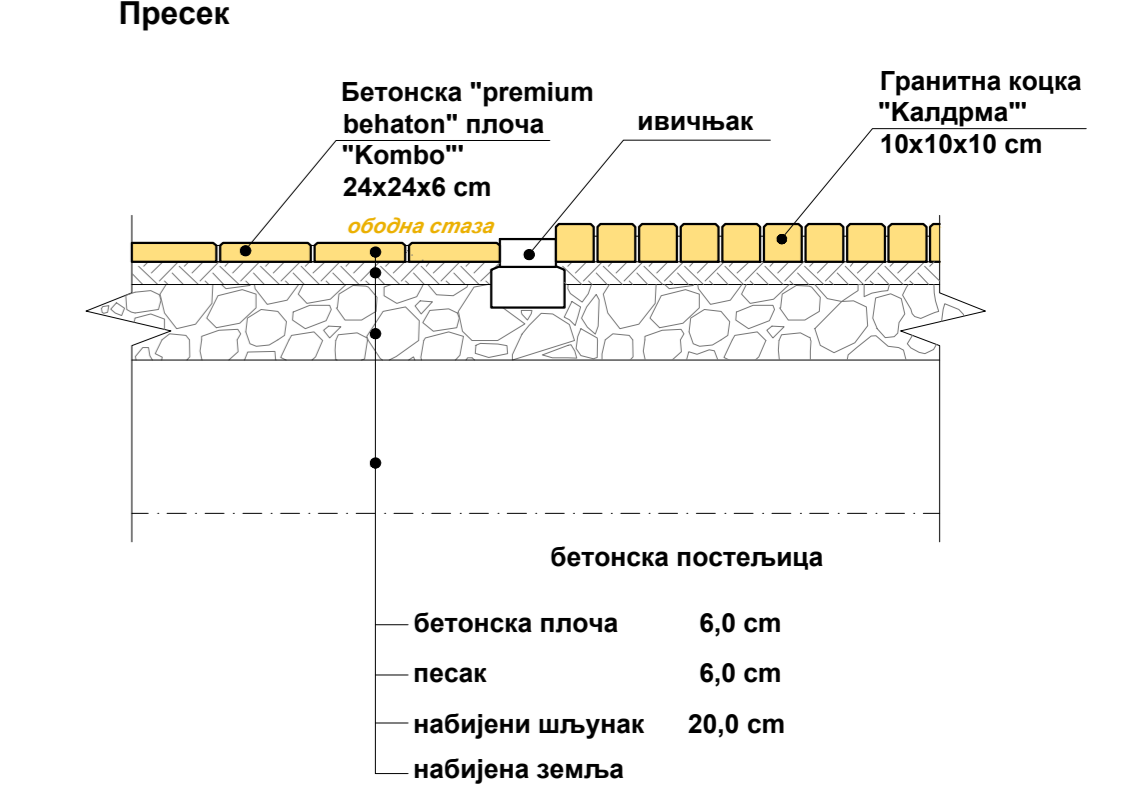 Пресек
Бетонска "premium
behaton" плоча
"Kombo"'
24x24x6 cm
ивичњак
Гранитна коцка
"Калдрма"'
10x10x10 cm
ободна стаза
бетонска постељица
бетонска плоча 6,0 cm
песак 6,0 cm
набијени шљунак 20,0 cm
набијена земља